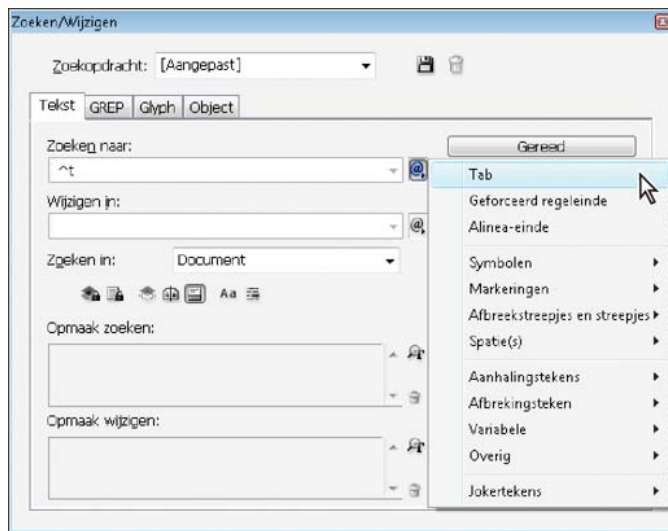 Zoeken/Wijzigen
Zoekopdracht: [Aangepast]
Tekst GREP Glyph Object
Zoeken naar:
Gereed
^t
@
Tab
Wijzigen in:
Geforceerd regeleinde
@
Alinea-einde
Zoeken in: Document
Symbolen
Aa
Markeringen
Opmaak zoeken:
Afbreekstreepjes en streepjes
Spatie(s)
Aanhalingstekens
Afbrekingsteken
Opmaak wijzigen:
Variabele
Overig
Jokertekens